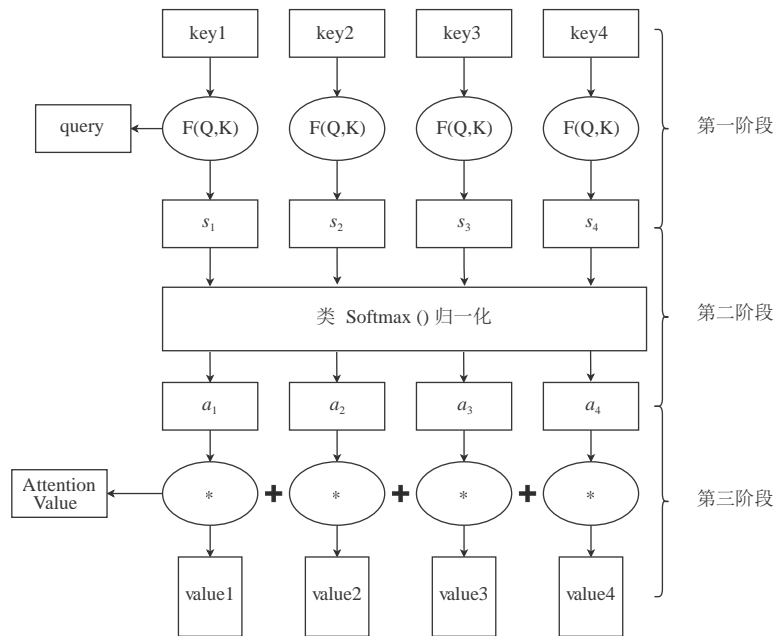 key1 key2 key3 key4
query F(Q,K) F(Q,K) F(Q,K) F(Q,K) 第一阶段
s1 s2 s3 s4
类 Softmax () 归一化 第二阶段
a1 a2 a3 a4
Attention
Value
* + * + * + * 第三阶段
value1 value2 value3 value4